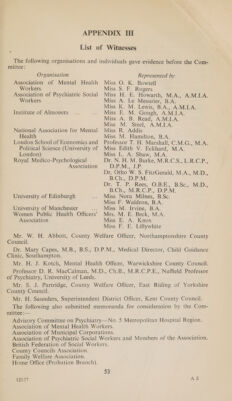 APPENDIX III
List of Witnesses
The following organisations and individuals gave evidence before the Committee:
Organisation Represented by
Association of Mental Health Workers Miss O. K. Bowtell
Miss S. F. Rogers
Association of Psychiatric Social Workers Miss H. E. Howarth, M.A., A.M.I.A.
Miss A. Le Mesurier, B.A.
Miss K. M. Lewis, B.A., A.M.I.A.
Institute of Almoners ... Miss E. M. Gough, A.M.I.A.
Miss A. B. Read, A.M.I.A.
Miss M. Steel, A.M.I.A.
National Association for Mental Health Miss R. Addis
Miss M. Hamilton, B.A.
London School of Economics and Political Science (University of London) Professor T. H. Marshall, C.M.G., M.A.
Miss Edith V. Eckhard, M.A.
Miss L. A. Shaw, M.A.
Royal Medico-Psychological Association Dr. N. H. M. Burke, M.R.C.S., L.R.C.P., D.P.M., J.P.
Dr. Otto W. S. FitzGerald, M.A., M.D., B.Ch., D.P.M.
Dr. T. P. Rees, O.B.E., B.Sc., M.D., B.Ch., M.R.C.P., D.P.M.
University of Edinburgh ... Miss Nora Milnes, B.Sc.
Miss F. Waldron, B.A.
University of Manchester ... Miss M. Irvine, B.A.
Women Public Health Officers' Association Mrs. M. E. Beck, M.A.
Miss E. A. Knox
Miss F. E. Lillywhite
Mr. W. H. Abbott, County Welfare Officer, Northamptonshire County Council.
Dr. Mary Capes, M.B., B.S., D.P.M., Medical Director, Child Guidance Clinic, Southampton.
Mr. H. J. Kotch, Mental Health Officer, Warwickshire County Council.
Professor D. R. MacCalman, M.D., Ch.B., M.R.C.P.E., Nuffield Professor of Psychiatry, University of Leeds.
Mr. S. J. Partridge, County Welfare Officer, East Riding of Yorkshire County Council.
Mr. H. Saunders, Superintendent District Officer, Kent County Council.
The following also submitted memoranda for consideration by the Committee:
Advisory Committee on Psychiatry—No. 5 Metropolitan Hospital Region.
Association of Mental Health Workers.
Association of Municipal Corporations.
Association of Psychiatric Social Workers and Members of the Association.
British Federation of Social Workers.
County Councils Association.
Family Welfare Association.
Home Office (Probation Branch).
53
A 5